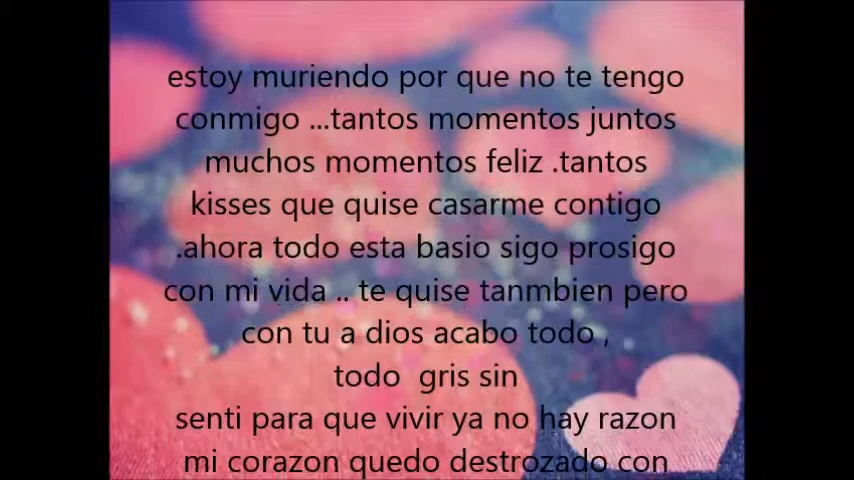 estoy muriendo por que no te tengo
conmigo ...tantos momentos juntos
muchos momentos feliz .tantos
kisses que quise casarme contigo
.ahora todo esta basio sigo prosigo
con mi vida .. te quise tanmbien pero
con tu a dios acabo todo ,
todo  gris sin
senti para que vivir ya no hay razon
mi corazon quedo destrozado con